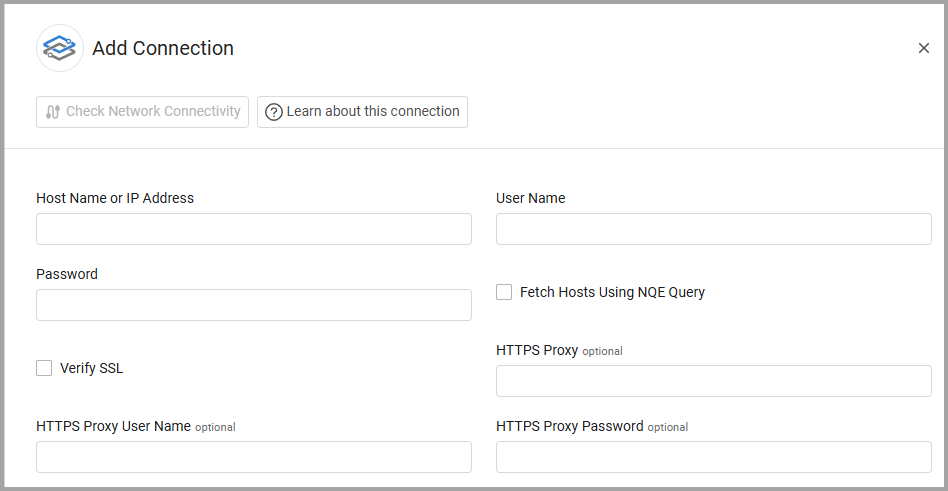 Add Connection
Check Network Connectivity
Learn about this connection
Host Name or IP Address
User Name
Password
Fetch Hosts Using NQE Query
Verify SSL
HTTPS Proxy optional
HTTPS Proxy User Name optional
HTTPS Proxy Password optional